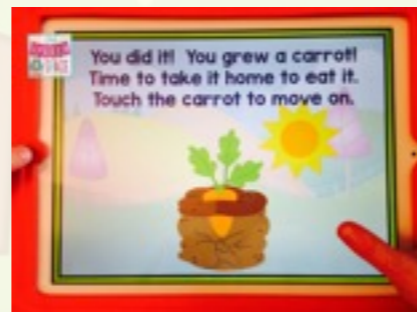 You did it! You grew a carrot!
Time to take it home to eat it.
Touch the carrot to move on.